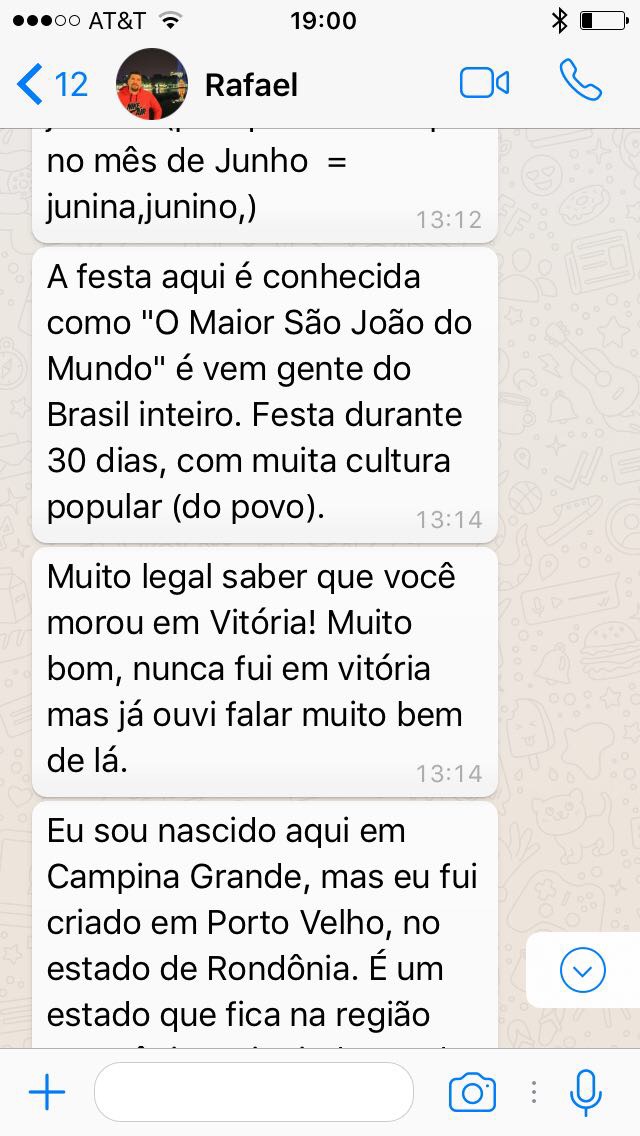 AT&T 19:00
12 Rafael
no mês de Junho =
junina,junino,)
13:12
A festa aqui é conhecida
como "O Maior São João do
Mundo" é vem gente do
Brasil inteiro. Festa durante
30 dias, com muita cultura
popular (do povo).
13:14
Muito legal saber que você
morou em Vitória! Muito
bom, nunca fui em vitória
mas já ouvi falar muito bem
de lá.
13:14
Eu sou nascido aqui em
Campina Grande, mas eu fui
criado em Porto Velho, no
estado de Rondônia. É um
estado que fica na região